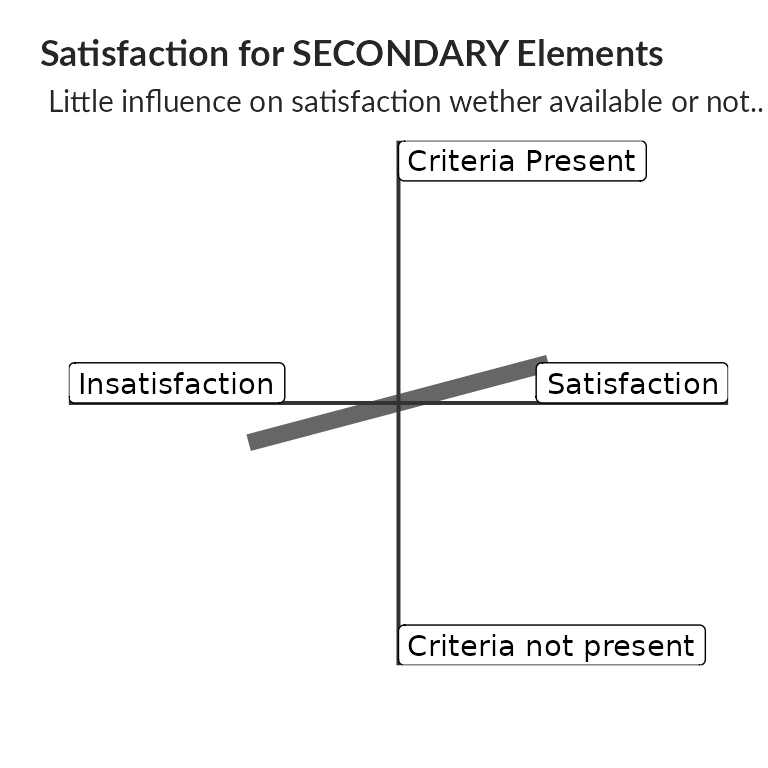 Satisfaction for SECONDARY Elements
Little influence on satisfaction wether available or not..
Criteria Present
Insatisfaction
Satisfaction
Criteria not present